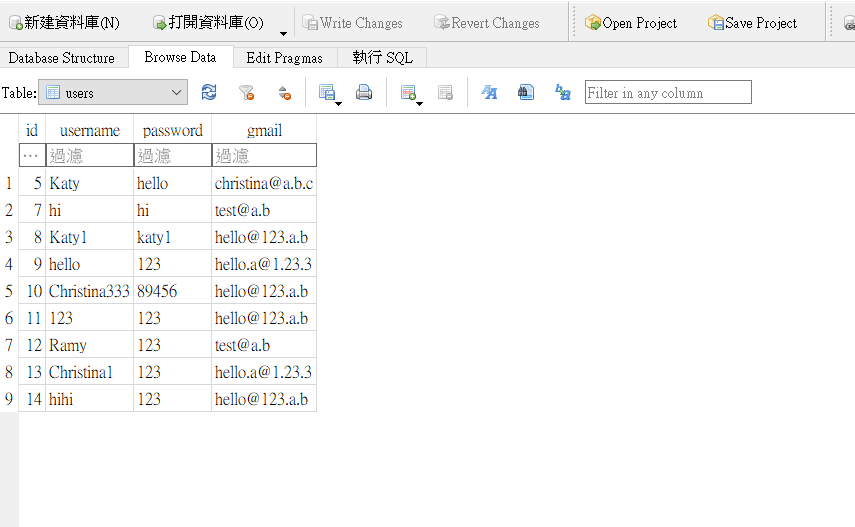 新建資料庫(N) 打開資料庫(O) Write Changes Revert Changes Open Project Save Project
Database Structure Browse Data Edit Pragmas 執行 SQL
Table: users Filter in any column
id username password gmail
... 過濾 過濾 過濾
1 5 Katy hello christina@a.b.c
2 7 hi hi test@a.b
3 8 Katy1 katy1 hello@123.a.b
4 9 hello 123 hello.a@1.23.3
5 10 Christina333 89456 hello@123.a.b
6 11 123 123 hello@123.a.b
7 12 Ramy 123 test@a.b
8 13 Christina1 123 hello.a@1.23.3
9 14 hihi 123 hello@123.a.b